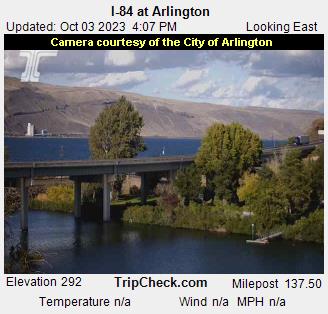 I-84 at Arlington
Updated: Oct 03 2023 4:07 PM Looking East
Camera courtesy of the City of Arlington
Elevation 292 TripCheck.com Milepost 137.50
Temperature n/a Wind n/a MPH n/a